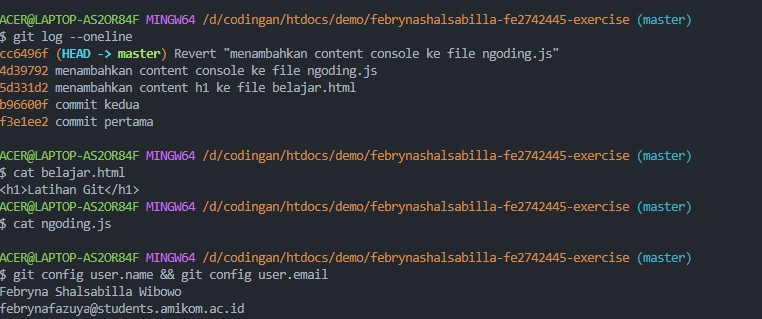 ACER@LAPTOP-AS2OR84F MINGW64 /d/codingan/htdocs/demo/febrynashalsabilla-fe2742445-exercise (master)
$ git log --oneline
cc6496f (HEAD -> master) Revert "menambahkan content console ke file ngoding.js"
4d39792 menambahkan content console ke file ngoding.js
5d331d2 menambahkan content h1 ke file belajar.html
b96600f commit kedua
f3e1ee2 commit pertama
ACER@LAPTOP-AS2OR84F MINGW64 /d/codingan/htdocs/demo/febrynashalsabilla-fe2742445-exercise (master)
$ cat belajar.html
<h1>Latihan Git</h1>
ACER@LAPTOP-AS2OR84F MINGW64 /d/codingan/htdocs/demo/febrynashalsabilla-fe2742445-exercise (master)
$ cat ngoding.js
ACER@LAPTOP-AS2OR84F MINGW64 /d/codingan/htdocs/demo/febrynashalsabilla-fe2742445-exercise (master)
$ git config user.name && git config user.email
Febryna Shalsabilla Wibowo
febrynafazuya@students.amikom.ac.id